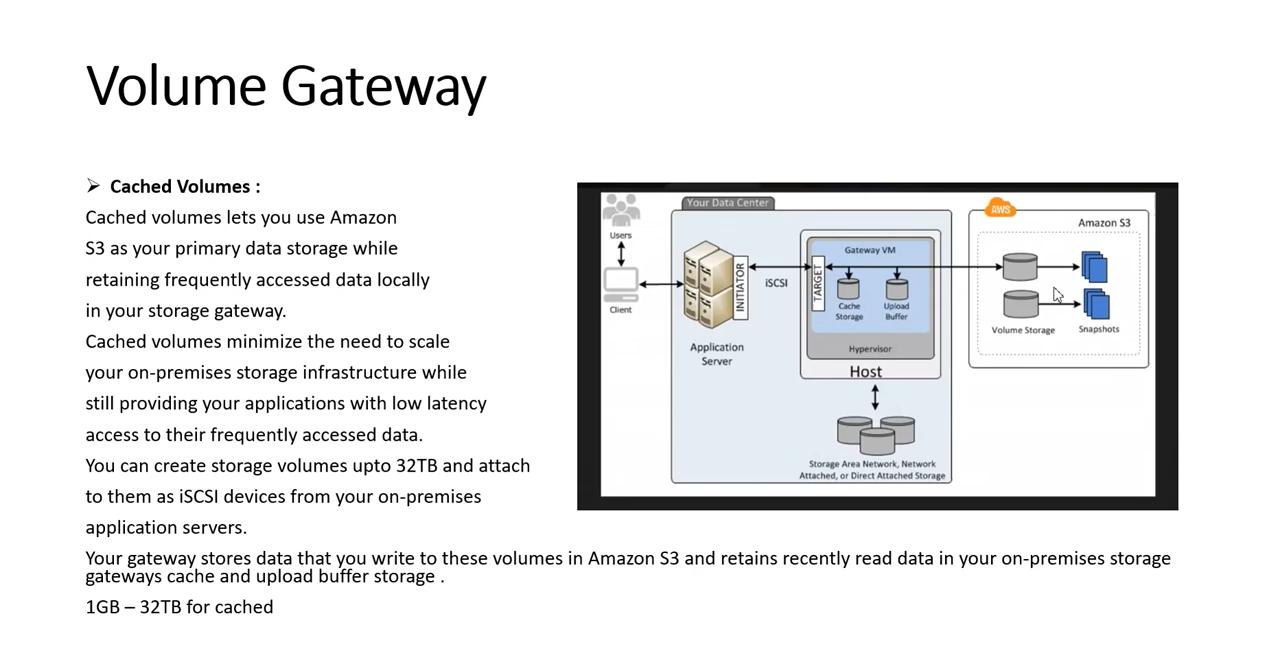 Volume Gateway
➢ Cached Volumes :
Cached volumes lets you use Amazon
S3 as your primary data storage while
retaining frequently accessed data locally
in your storage gateway.
Cached volumes minimize the need to scale
your on-premises storage infrastructure while
still providing your applications with low latency
access to their frequently accessed data.
You can create storage volumes upto 32TB and attach
to them as iSCSI devices from your on-premises
application servers.
Your gateway stores data that you write to these volumes in Amazon S3 and retains recently read data in your on-premises storage
gateways cache and upload buffer storage .
1GB – 32TB for cached
Users
Client
Your Data Center
Application
Server
INITIATOR
iSCSI
TARGET
Gateway VM
Cache
Storage
Upload
Buffer
Hypervisor
Host
Storage Area Network, Network
Attached, or Direct Attached Storage
AWS
Amazon S3
Volume Storage
Snapshots